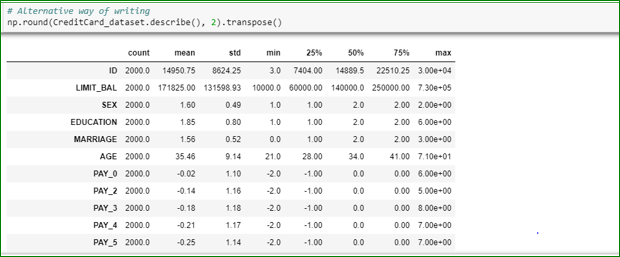 # Alternative way of writing
np.round(CreditCard_dataset.describe(), 2).transpose()
count mean std min 25% 50% 75% max
ID 2000.0 14950.75 8624.25 3.0 7404.00 14889.5 22510.25 3.00e+04
LIMIT_BAL 2000.0 171825.00 131598.93 10000.0 60000.00 140000.0 250000.00 7.30e+05
SEX 2000.0 1.60 0.49 1.0 1.00 2.0 2.00 2.00e+00
EDUCATION 2000.0 1.85 0.80 1.0 1.00 2.0 2.00 6.00e+00
MARRIAGE 2000.0 1.56 0.52 0.0 1.00 2.0 2.00 3.00e+00
AGE 2000.0 35.46 9.14 21.0 28.00 34.0 41.00 7.10e+01
PAY_0 2000.0 -0.02 1.10 -2.0 -1.00 0.0 0.00 6.00e+00
PAY_2 2000.0 -0.14 1.16 -2.0 -1.00 0.0 0.00 5.00e+00
PAY_3 2000.0 -0.18 1.18 -2.0 -1.00 0.0 0.00 8.00e+00
PAY_4 2000.0 -0.21 1.17 -2.0 -1.00 0.0 0.00 7.00e+00
PAY_5 2000.0 -0.25 1.14 -2.0 -1.00 0.0 0.00 7.00e+00